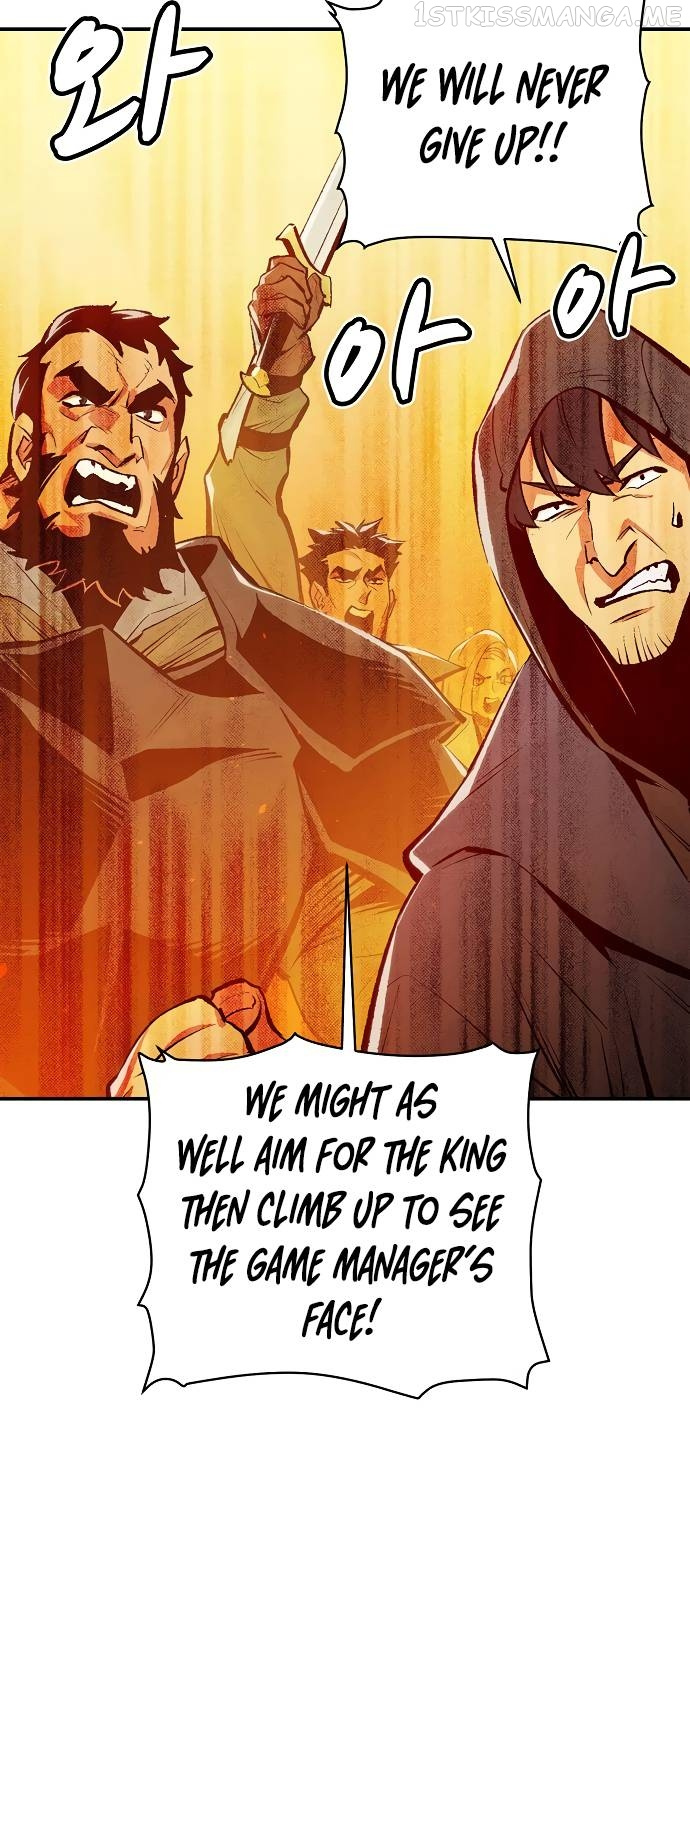 1STKISSMANGA.ME
와
WE WILL NEVER
GIVE UP!!
아
아
WE MIGHT AS
WELL AIM FOR THE KING
THEN CLIMB UP TO SEE
THE GAME MANAGER'S
FACE!